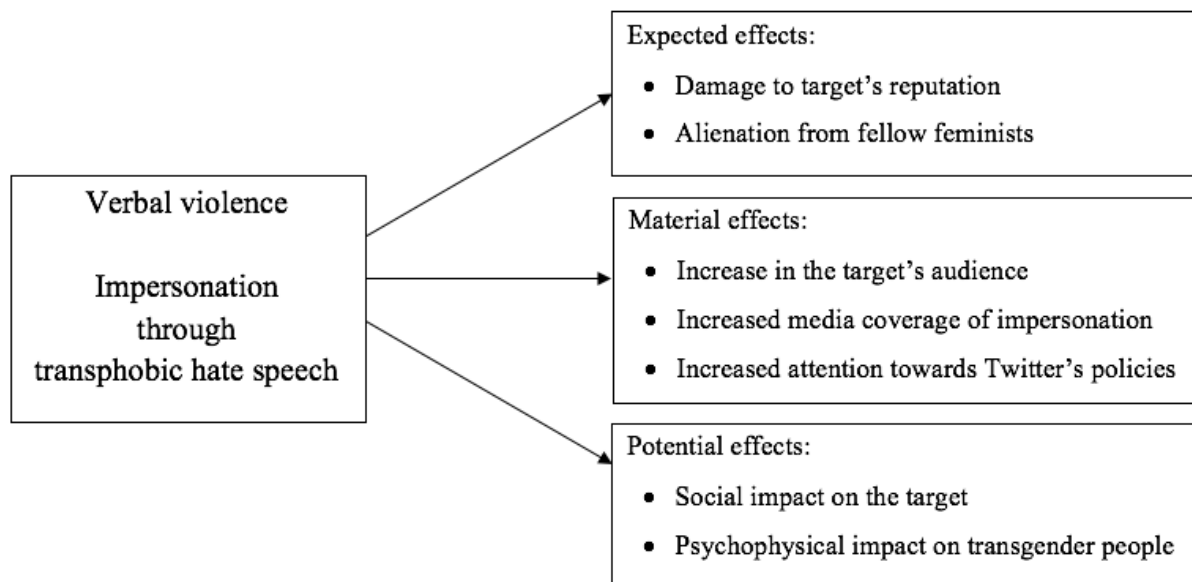 Verbal violence
Impersonation
through
transphobic hate speech
Expected effects:
• Damage to target's reputation
• Alienation from fellow feminists
Material effects:
• Increase in the target's audience
• Increased media coverage of impersonation
• Increased attention towards Twitter's policies
Potential effects:
• Social impact on the target
• Psychophysical impact on transgender people